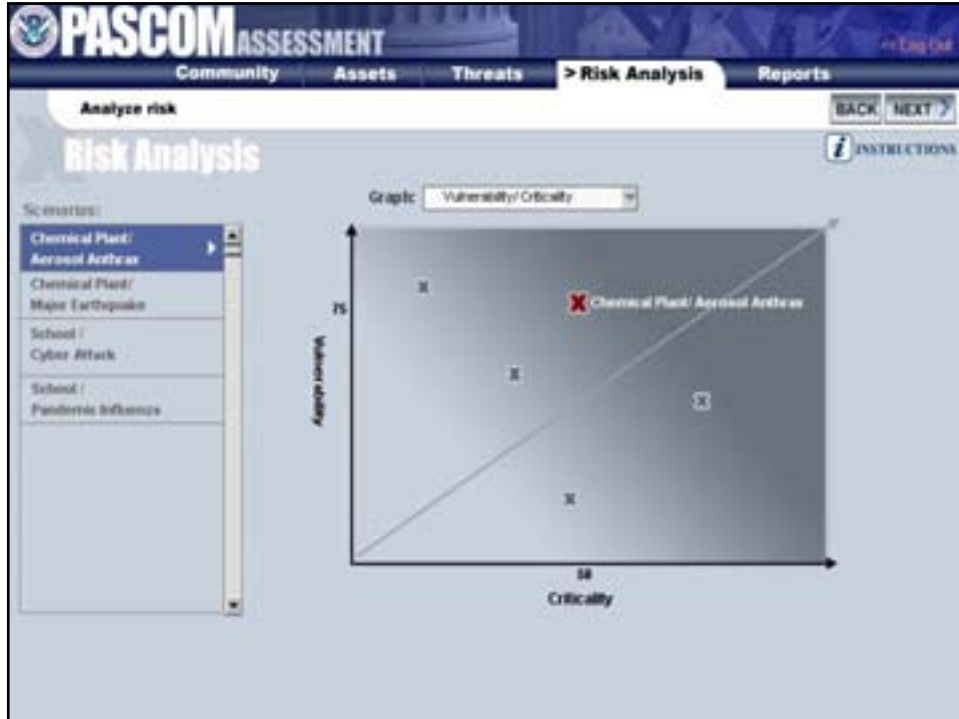 PASCOM ASSESSMENT
<< Log Out
Community Assets Threats > Risk Analysis Reports
Analyze risk
BACK NEXT >
Risk Analysis
i INSTRUCTIONS
Graph: Vulnerability/Criticality
Scenarios:
Chemical Plant/
Aerosol Anthrax
Chemical Plant/
Major Earthquake
School /
Cyber Attack
School /
Pandemic Influenza
75
Vulnerability
X Chemical Plant/ Aerosol Anthrax
X
X
X
X
58
Criticality